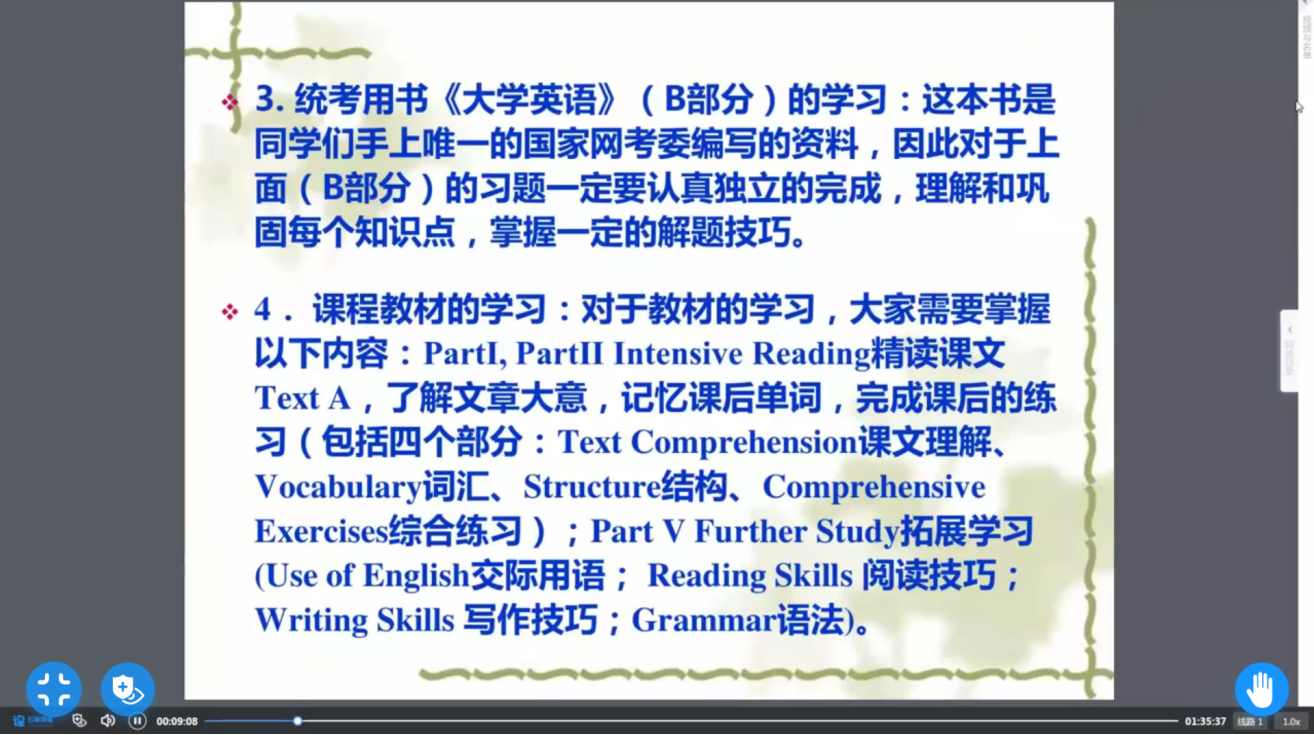 3. 统考用书《大学英语》（B部分）的学习：这本书是
同学们手上唯一的国家网考委编写的资料，因此对于上
面（B部分）的习题一定要认真独立的完成，理解和巩
固每个知识点，掌握一定的解题技巧。
4． 课程教材的学习：对于教材的学习，大家需要掌握
以下内容：PartI, PartII Intensive Reading精读课文
Text A，了解文章大意，记忆课后单词，完成课后的练
习（包括四个部分：Text Comprehension课文理解、
Vocabulary词汇、Structure结构、Comprehensive
Exercises综合练习）；Part V Further Study拓展学习
(Use of English交际用语； Reading Skills 阅读技巧；
Writing Skills 写作技巧；Grammar语法)。
00:09:08
01:35:37
线路 1
1.0x